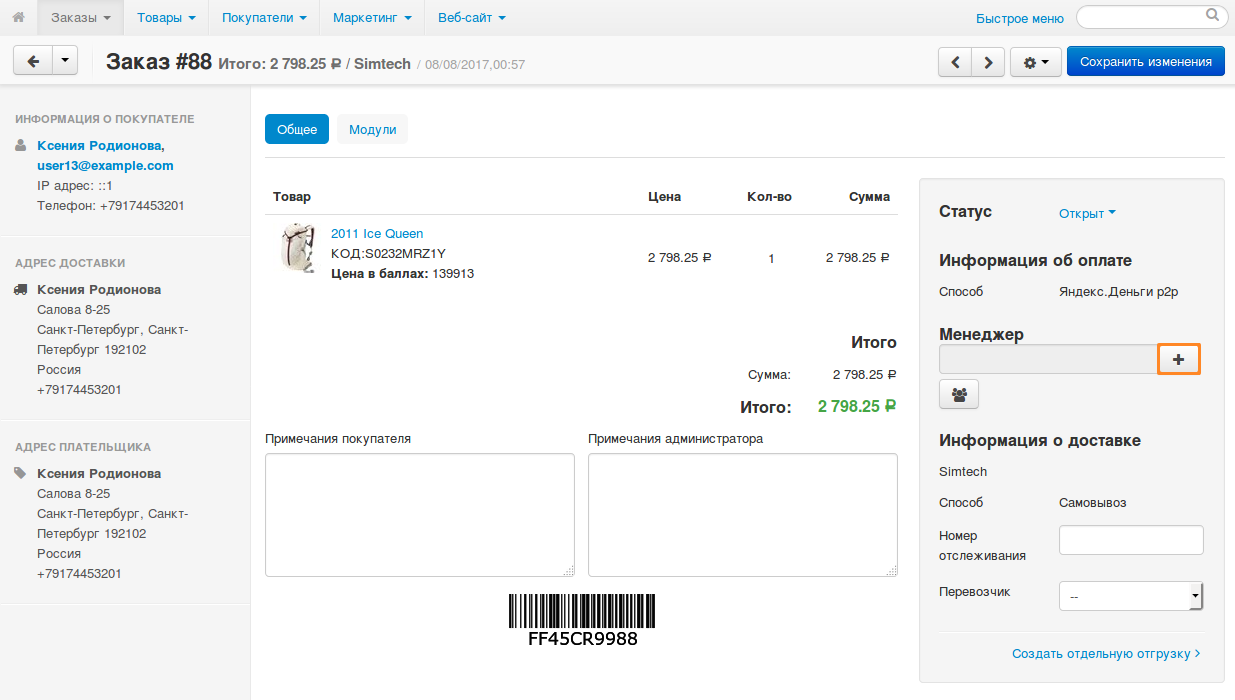 Заказы Товары Покупатели Маркетинг Веб-сайт Быстрое меню
Заказ #88 Итого: 2 798.25 ₽ / Simtech / 08/08/2017,00:57
Сохранить изменения
ИНФОРМАЦИЯ О ПОКУПАТЕЛЕ
Ксения Родионова,
user13@example.com
IP адрес: ::1
Телефон: +79174453201
АДРЕС ДОСТАВКИ
Ксения Родионова
Салова 8-25
Санкт-Петербург, Санкт-
Петербург 192102
Россия
+79174453201
АДРЕС ПЛАТЕЛЬЩИКА
Ксения Родионова
Салова 8-25
Санкт-Петербург, Санкт-
Петербург 192102
Россия
+79174453201
Общее Модули
Товар Цена Кол-во Сумма
2011 Ice Queen
КОД:S0232MRZ1Y
Цена в баллах: 139913
2 798.25 ₽ 1 2 798.25 ₽
Итого
Сумма: 2 798.25 ₽
Итого: 2 798.25 ₽
Примечания покупателя Примечания администратора
FF45CR9988
Статус Открыт
Информация об оплате
Способ Яндекс.Деньги p2p
Менеджер
Информация о доставке
Simtech
Способ Самовывоз
Номер
отслеживания
Перевозчик --
Создать отдельную отгрузку